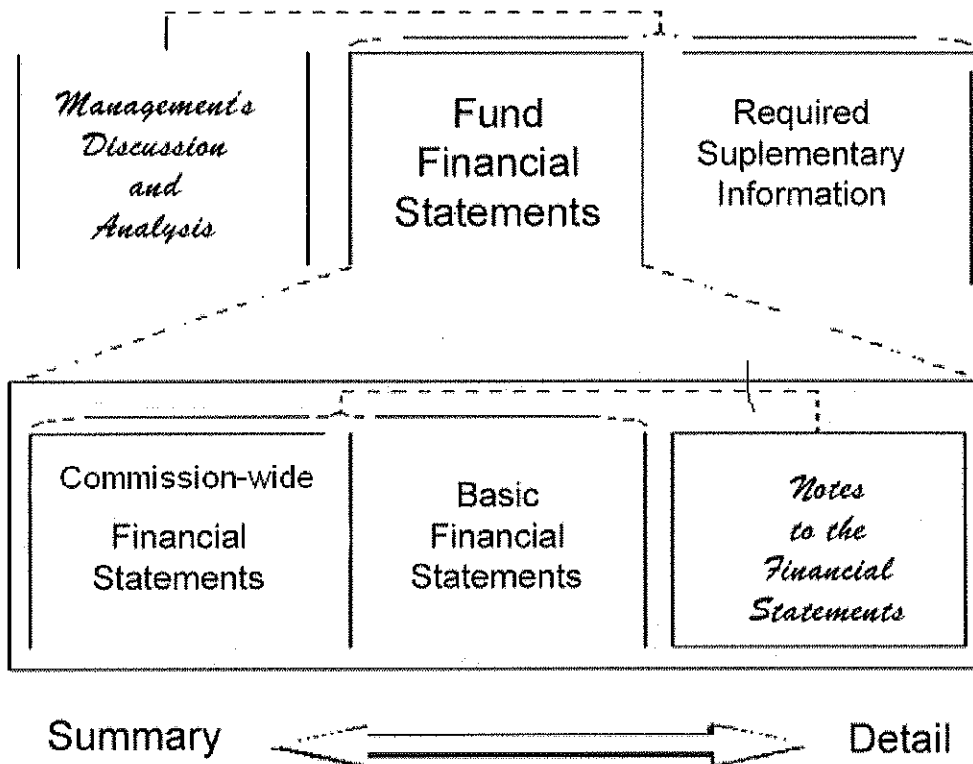 Management's
Discussion
and
Analysis
Fund
Financial
Statements
Required
Suplementary
Information
Commission-wide
Financial
Statements
Basic
Financial
Statements
Notes
to the
Financial
Statements
Summary
Detail